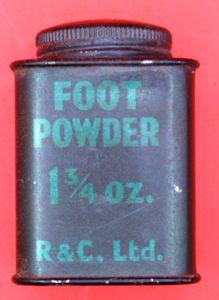 FOOT
POWDER
1¾ oz.
R & C, Ltd.